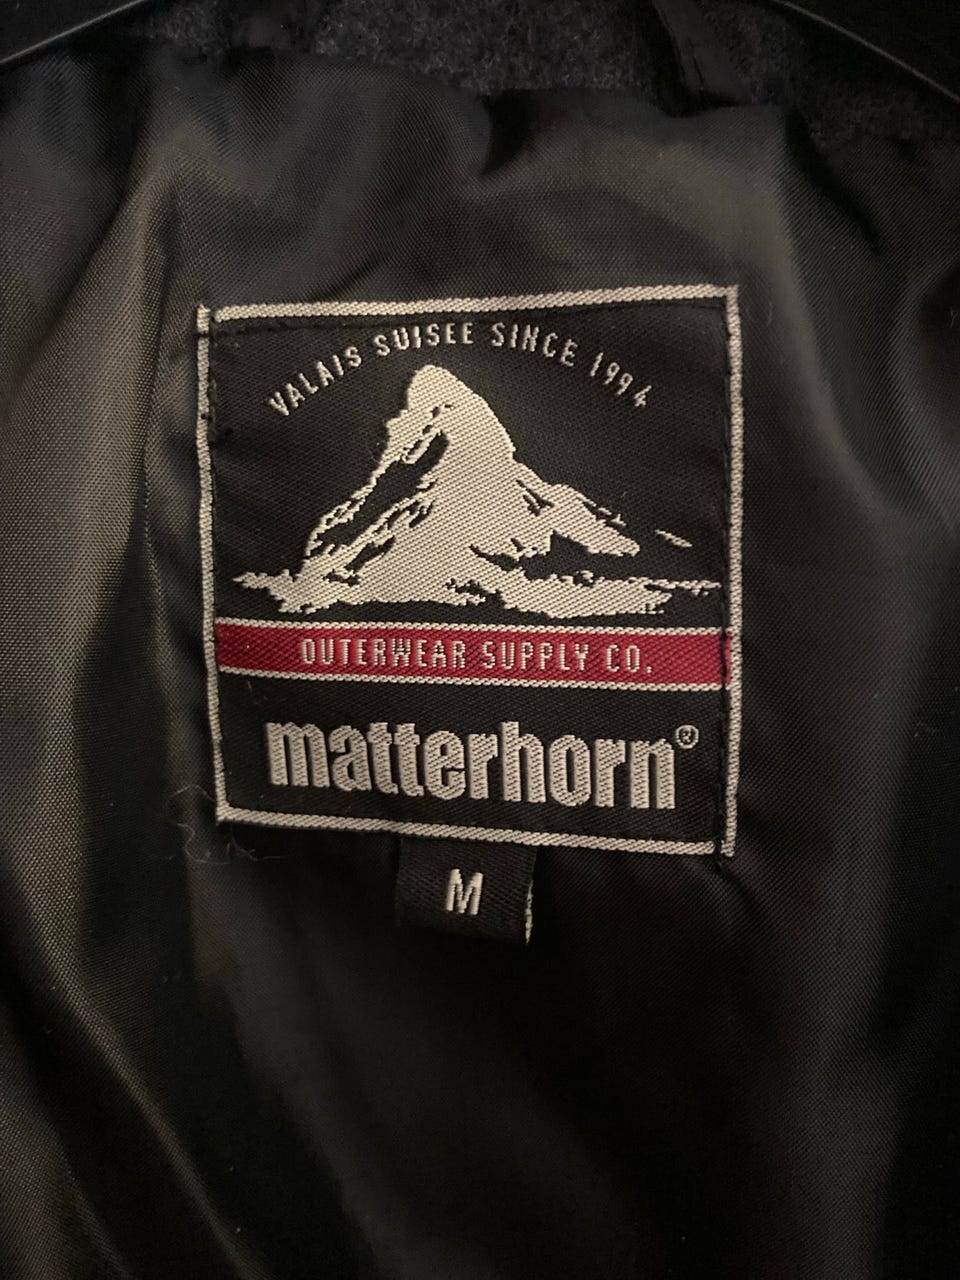 VALAIS SUISEE SINCE 1994
OUTERWEAR SUPPLY CO.
matterhorn®
M